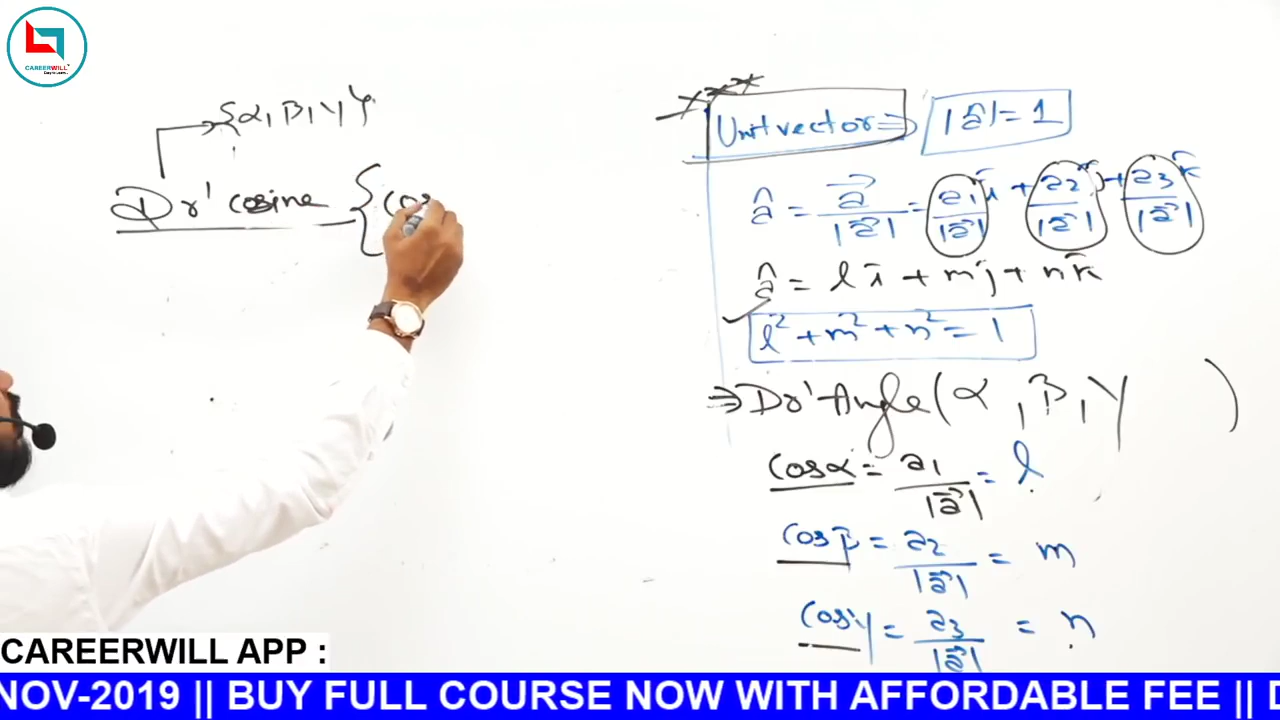 CAREERWILL
{α, β, γ}
Dr' cosine { (cos
Unit vector ⇒ |â| = 1
â = a⃗/|a⃗| = a1/|a⃗| î + a2/|a⃗| ĵ + a3/|a⃗| k̂
â = l î + m ĵ + n k̂
l² + m² + n² = 1
⇒ Dr' Angle (α, β, γ )
cosα = a1/|a⃗| = l
cosβ = a2/|a⃗| = m
cosγ = a3/|a⃗| = n
CAREERWILL APP :
NOV-2019 || BUY FULL COURSE NOW WITH AFFORDABLE FEE || D